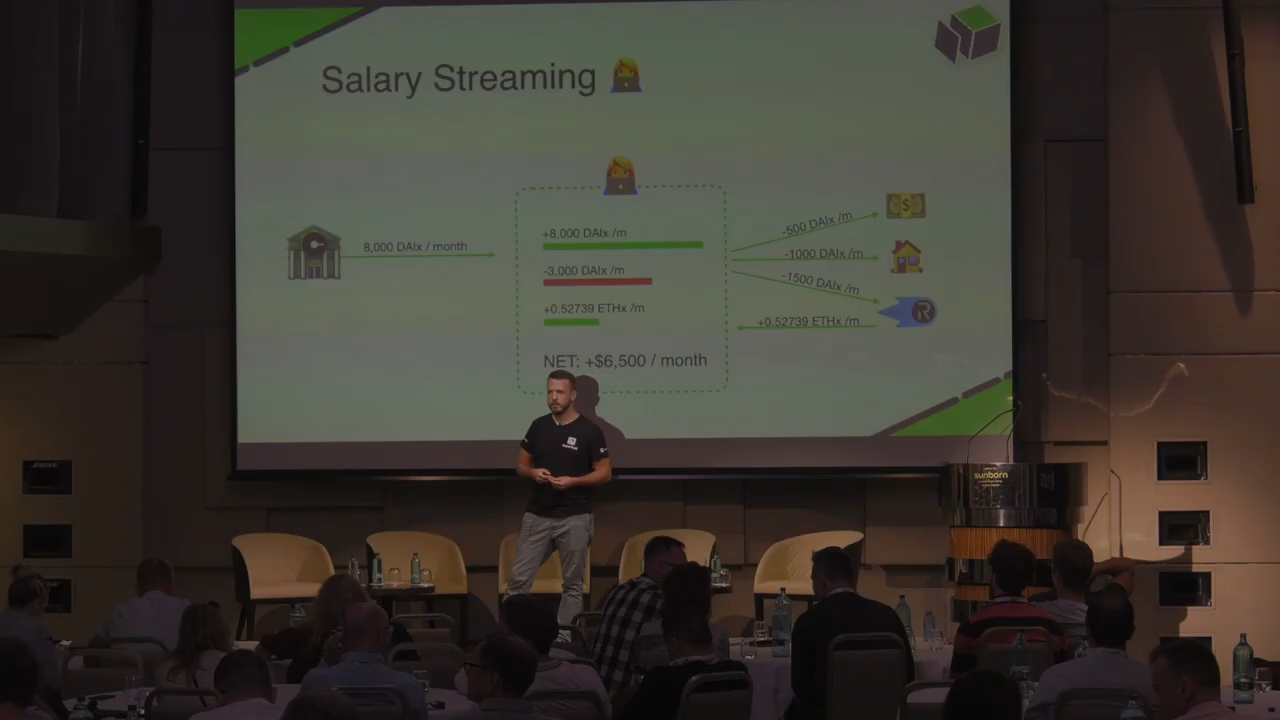 Salary Streaming
8,000 DAIx / month
+8,000 DAIx /m
-3,000 DAIx /m
+0.52739 ETHx /m
NET: +$6,500 / month
-500 DAIx /m
-1000 DAIx /m
-1500 DAIx /m
+0.52739 ETHx /m
sunborn